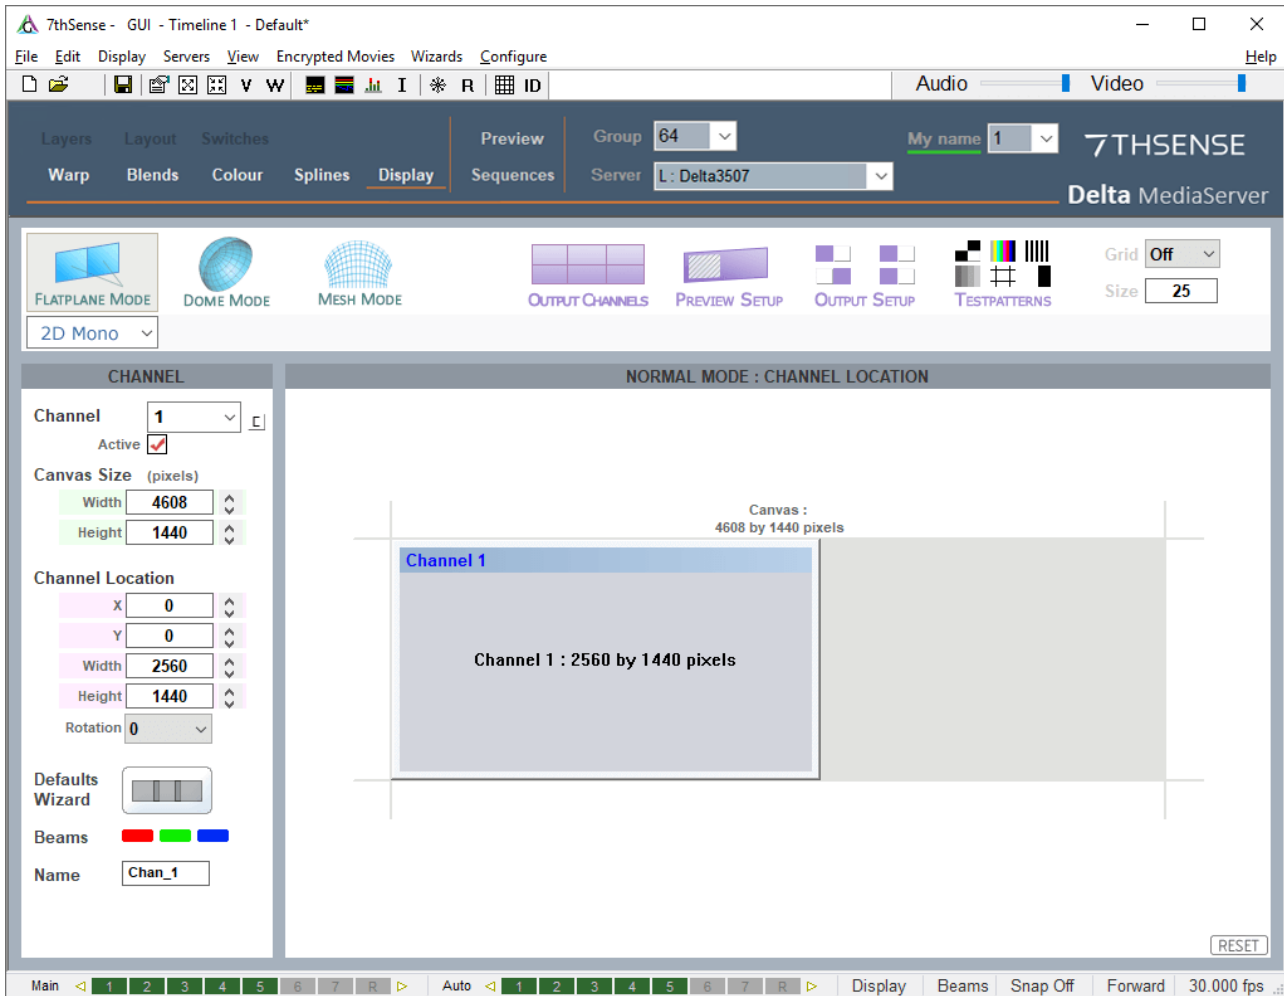 7thSense - GUI - Timeline 1 - Default*
File Edit Display Servers View Encrypted Movies Wizards Configure Help
V W I R ID Audio Video
Layers Layout Switches Preview Group 64 My name 1 7THSENSE
Warp Blends Colour Splines Display Sequences Server L : Delta3507
Delta MediaServer
Grid Off
FLATPLANE MODE DOME MODE MESH MODE OUTPUT CHANNELS PREVIEW SETUP OUTPUT SETUP TESTPATTERNS Size 25
2D Mono
CHANNEL NORMAL MODE : CHANNEL LOCATION
Channel 1
Active
Canvas Size (pixels)
Width 4608
Height 1440
Channel Location
X 0
Y 0
Width 2560
Height 1440
Rotation 0
Defaults
Wizard
Beams
Name Chan_1
Canvas :
4608 by 1440 pixels
Channel 1
Channel 1 : 2560 by 1440 pixels
RESET
Main 1 2 3 4 5 6 7 R Auto 1 2 3 4 5 6 7 R Display Beams Snap Off Forward 30.000 fps